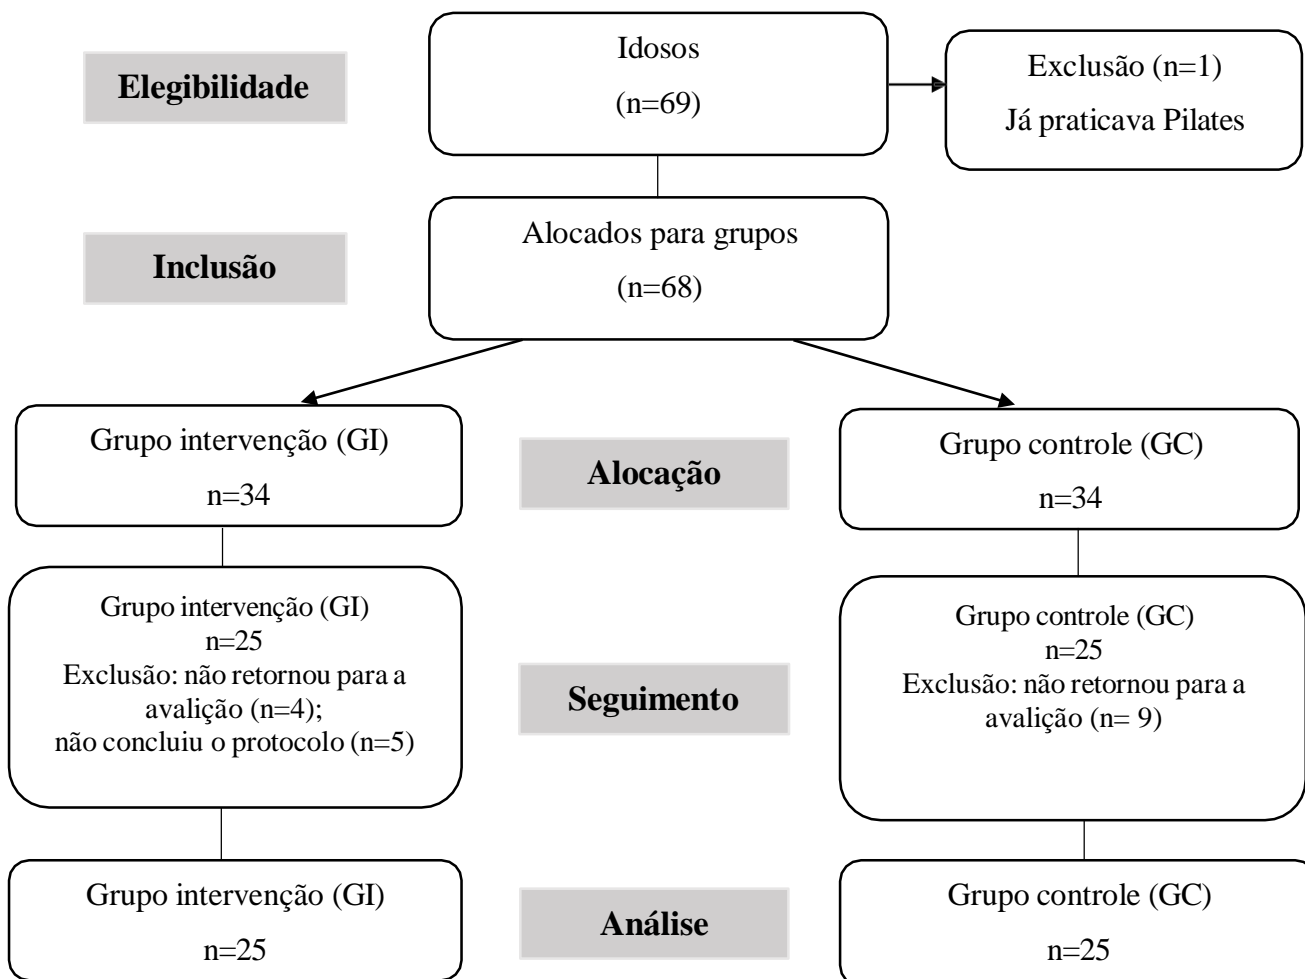 Elegibilidade
Idosos
(n=69)
Exclusão (n=1)
Já praticava Pilates
Inclusão
Alocados para grupos
(n=68)
Grupo intervenção (GI)
n=34
Alocação
Grupo controle (GC)
n=34
Grupo intervenção (GI)
n=25
Exclusão: não retornou para a
avalição (n=4);
não concluiu o protocolo (n=5)
Seguimento
Grupo controle (GC)
n=25
Exclusão: não retornou para a
avalição (n= 9)
Grupo intervenção (GI)
n=25
Análise
Grupo controle (GC)
n=25